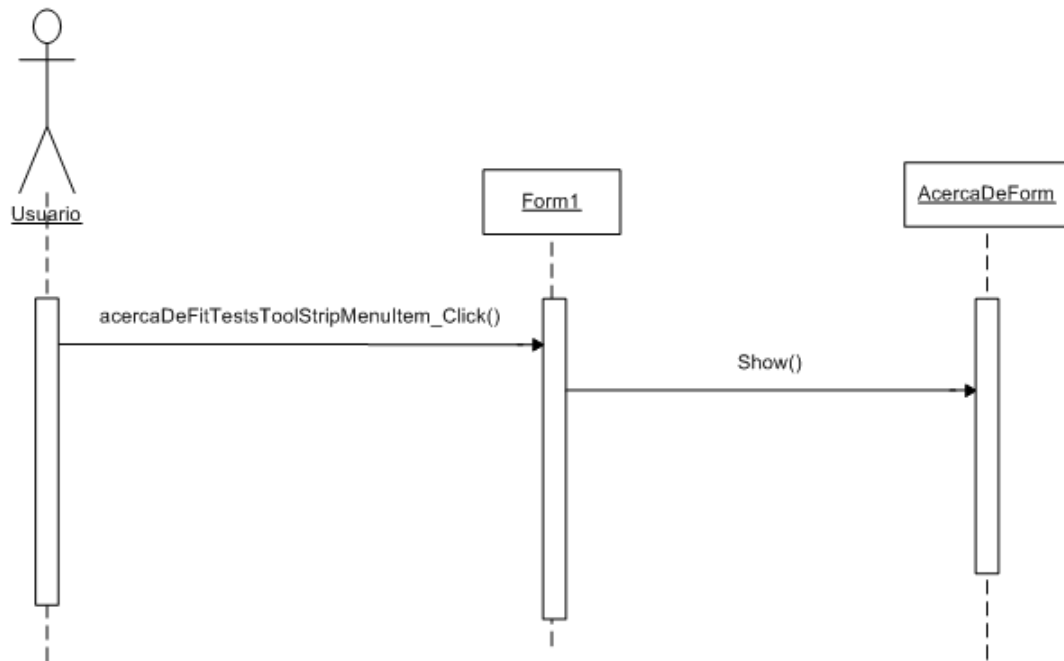 Usuario
Form1
AcercaDeForm
acercaDeFitTestsToolStripMenuItem_Click()
Show()